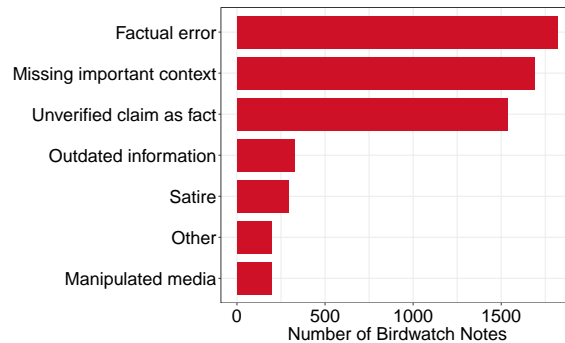 Factual error
Missing important context
Unverified claim as fact
Outdated information
Satire
Other
Manipulated media
0 500 1000 1500
Number of Birdwatch Notes